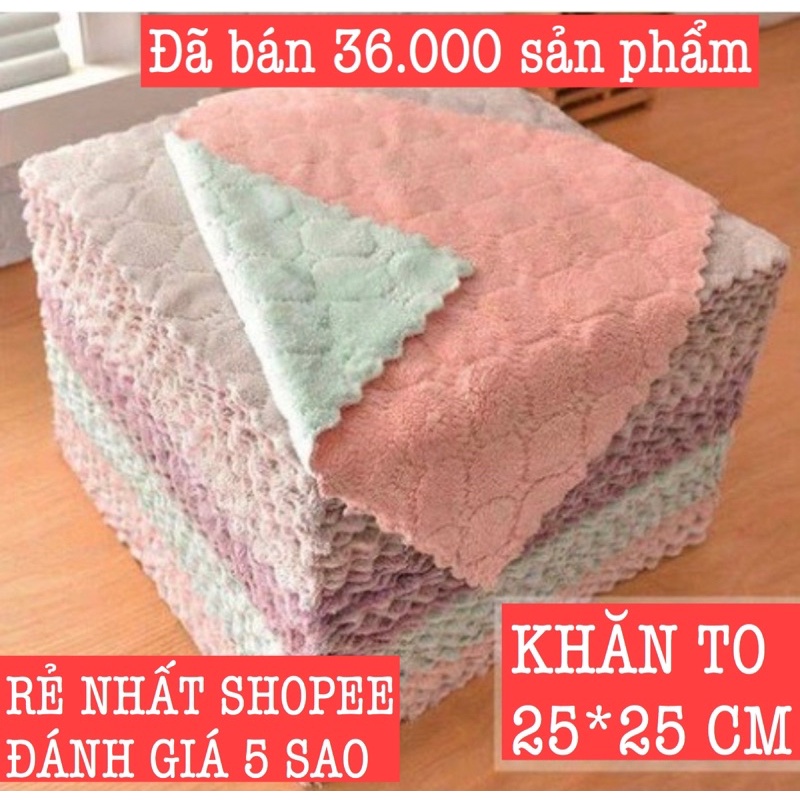 Đã bán 36.000 sản phẩm
KHĂN TO
25*25 CM
RẺ NHẤT SHOPEE
ĐÁNH GIÁ 5 SAO